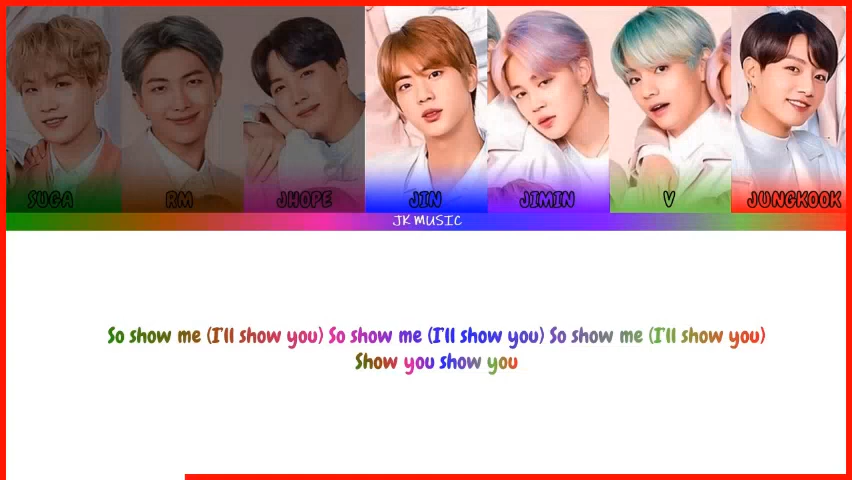 SUGA RM JHOPE JIN JIMIN V JUNGKOOK
JK MUSIC
So show me (I'll show you) So show me (I'll show you) So show me (I'll show you)
Show you show you